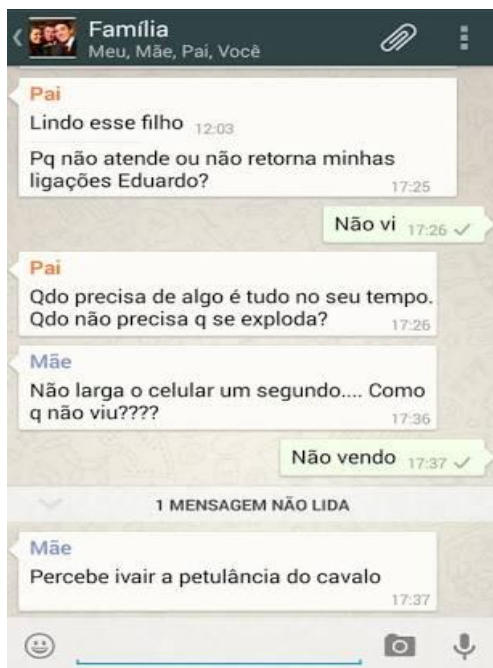 Família
Meu, Mãe, Pai, Você
Pai
Lindo esse filho 12:03
Pq não atende ou não retorna minhas
ligações Eduardo? 17:25
Não vi 17:26
Pai
Qdo precisa de algo é tudo no seu tempo.
Qdo não precisa q se exploda? 17:26
Mãe
Não larga o celular um segundo.... Como
q não viu???? 17:36
Não vendo 17:37
1 MENSAGEM NÃO LIDA
Mãe
Percebe ivair a petulância do cavalo
17:37